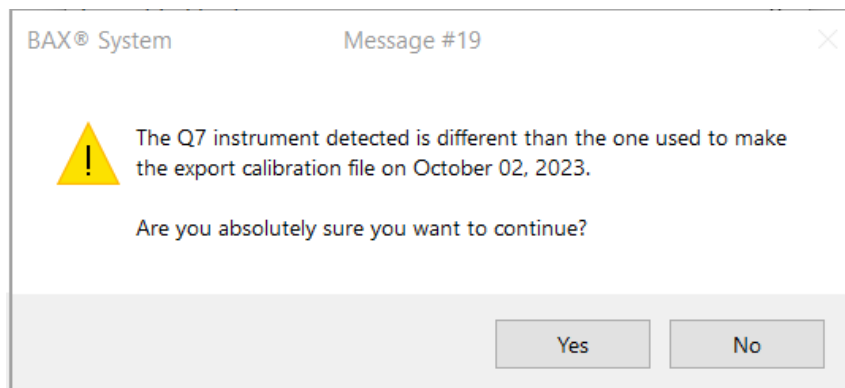 BAX® System Message #19
The Q7 instrument detected is different than the one used to make
the export calibration file on October 02, 2023.
Are you absolutely sure you want to continue?
Yes No